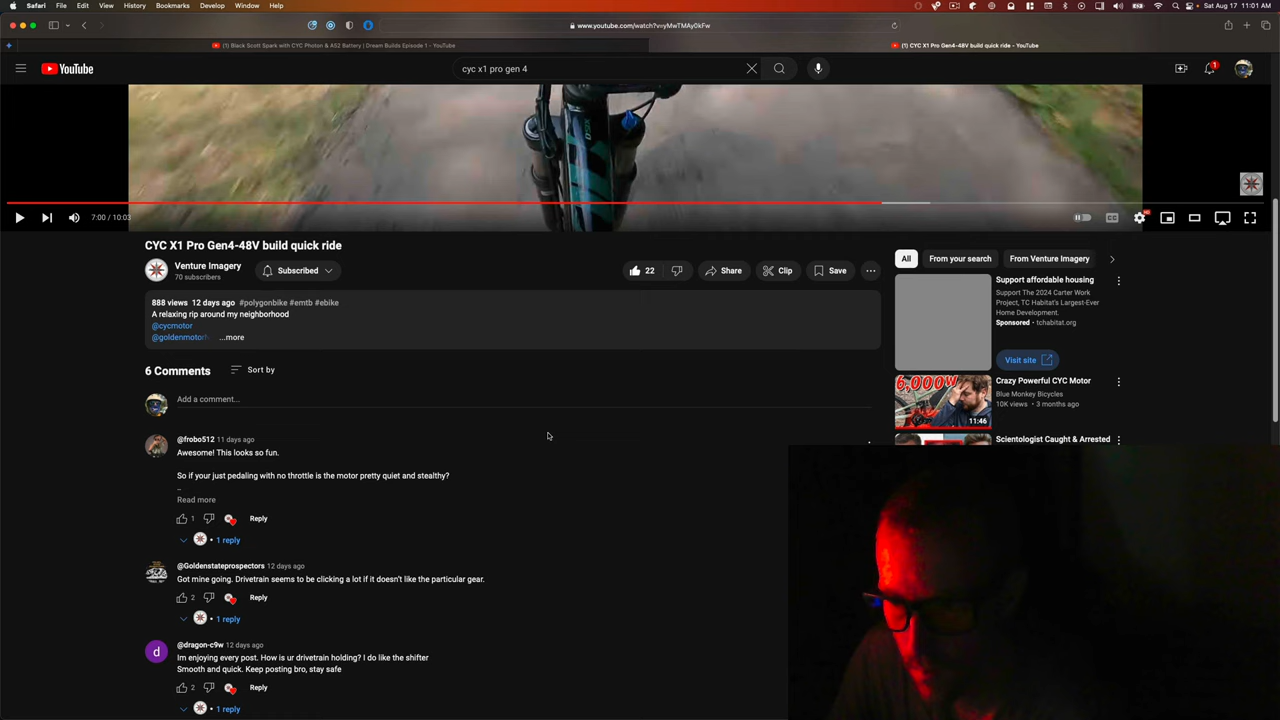 Safari File Edit View History Bookmarks Develop Window Help
Sat Aug 17 11:01 AM
www.youtube.com/watch?v=yMwTMAy0kFw
(1) Black Scott Spark with CYC Photon & A52 Battery | Dream Builds Episode 1 - YouTube
(1) CYC X1 Pro Gen4-48V build quick ride - YouTube
YouTube
cyc x1 pro gen 4
1
7:00 / 10:03
CYC X1 Pro Gen4-48V build quick ride
Venture Imagery
70 subscribers
Subscribed
22
Share
Clip
Save
888 views 12 days ago #polygonbike #emtb #ebike
A relaxing rip around my neighborhood
@cycmotor
@goldenmotor
...more
6 Comments
Sort by
Add a comment...
@frobo512 11 days ago
Awesome! This looks so fun.
So if your just pedaling with no throttle is the motor pretty quiet and stealthy?
Read more
1
Reply
1 reply
@Goldenstateprospectors 12 days ago
Got mine going. Drivetrain seems to be clicking a lot if it doesn't like the particular gear.
2
Reply
1 reply
d
@dragon-c9w 12 days ago
Im enjoying every post. How is ur drivetrain holding? I do like the shifter
Smooth and quick. Keep posting bro, stay safe
2
Reply
1 reply
All
From your search
From Venture Imagery
Support affordable housing
Support The 2024 Carter Work
Project, TC Habitat's Largest-Ever
Home Development.
Sponsored · tchabitat.org
Visit site
6,000W
11:46
Crazy Powerful CYC Motor
Blue Monkey Bicycles
10K views · 3 months ago
Scientologist Caught & Arrested